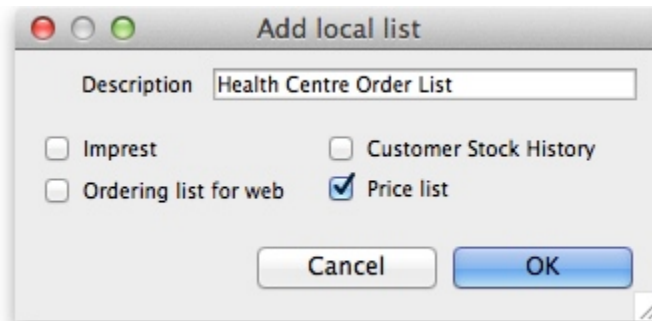 Add local list
Description Health Centre Order List
Imprest Customer Stock History
Ordering list for web Price list
Cancel OK